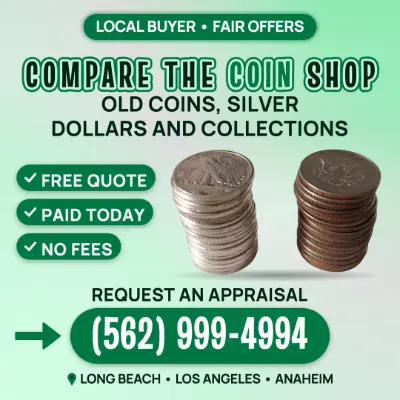 LOCAL BUYER • FAIR OFFERS
COMPARE THE COIN SHOP
OLD COINS, SILVER
DOLLARS AND COLLECTIONS
FREE QUOTE
PAID TODAY
NO FEES
REQUEST AN APPRAISAL
(562) 999-4994
LONG BEACH • LOS ANGELES • ANAHEIM